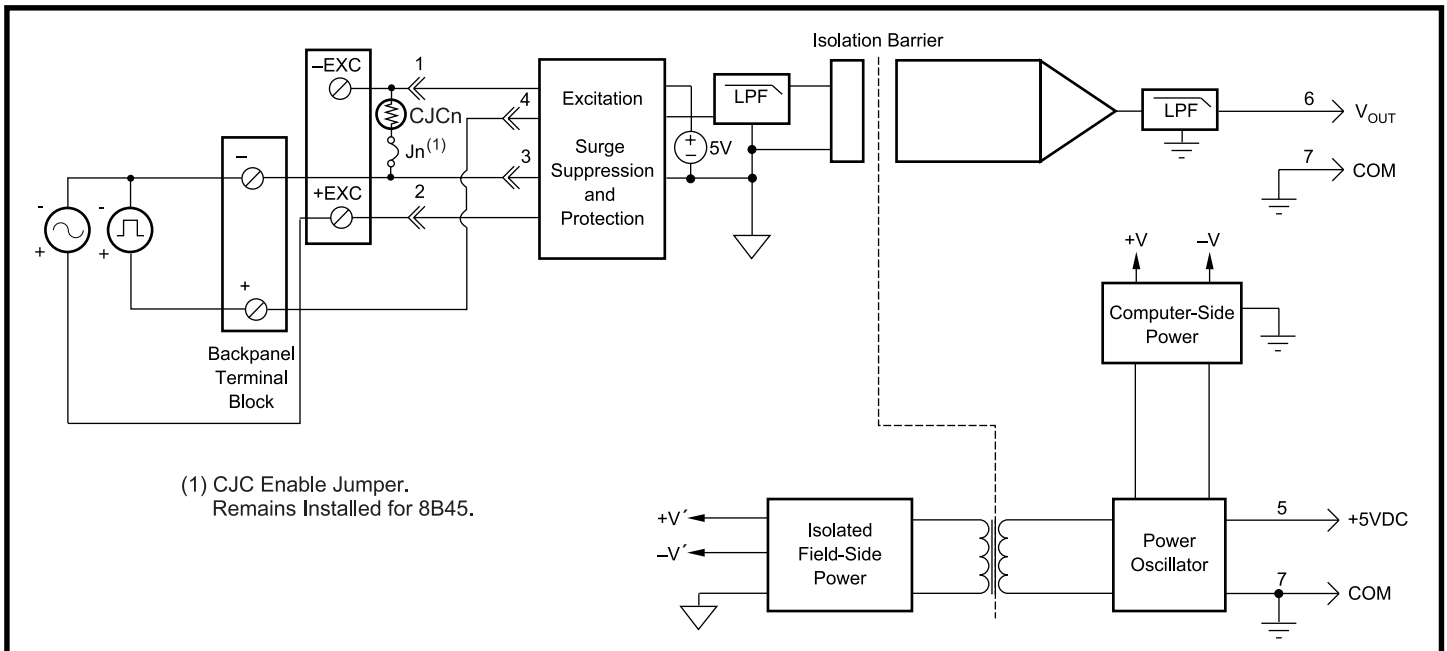 Isolation Barrier
–EXC
1
CJCn
Jn(1)
4
3
+EXC
2
Excitation
Surge
Suppression
and
Protection
+
–
5V
LPF
LPF
6
VOUT
7
COM
–
+
-
+
-
+
Backpanel
Terminal
Block
+V
–V
Computer-Side
Power
(1) CJC Enable Jumper.
Remains Installed for 8B45.
+V´
–V´
Isolated
Field-Side
Power
Power
Oscillator
5
+5VDC
7
COM